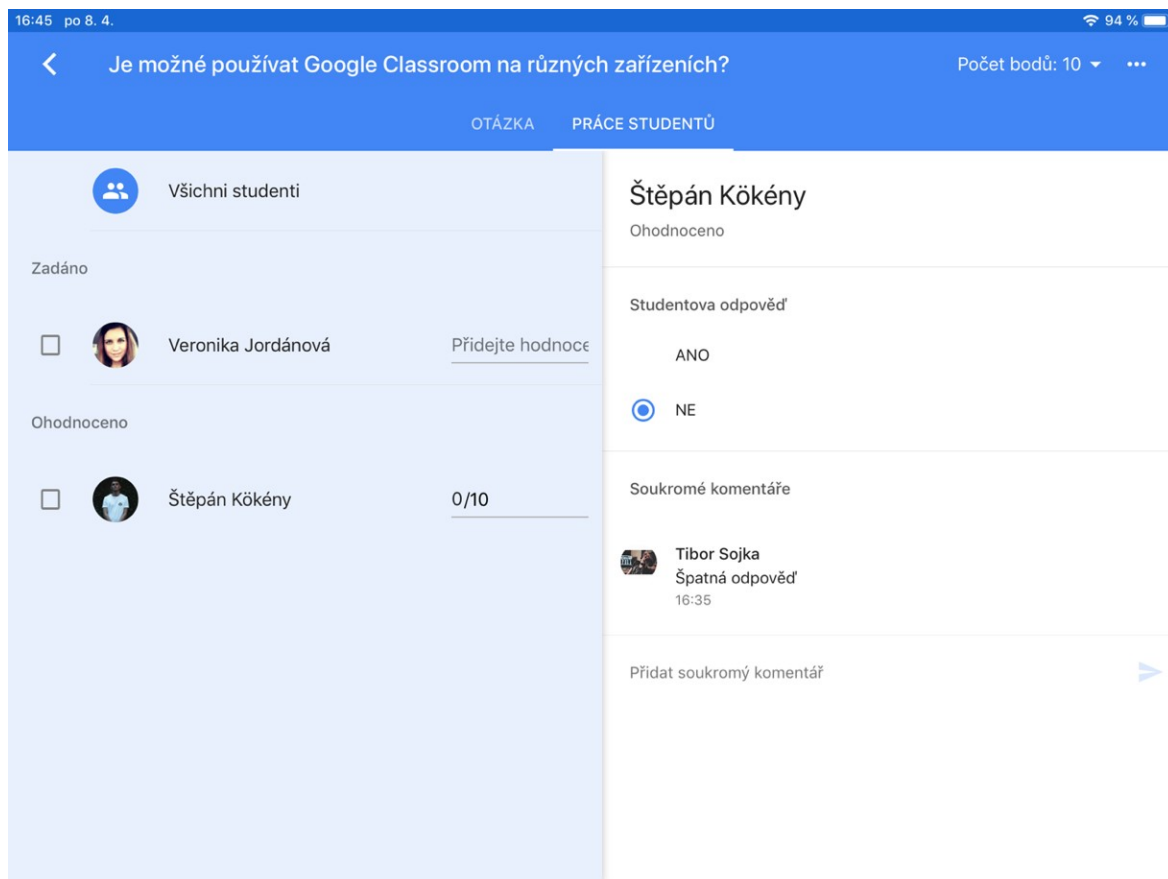 16:45 po 8. 4. 94 %
Je možné používat Google Classroom na různých zařízeních? Počet bodů: 10
OTÁZKA PRÁCE STUDENTŮ
Všichni studenti
Zadáno
Veronika Jordánová Přidejte hodnoce
Ohodnoceno
Štěpán Kökény 0/10
Štěpán Kökény
Ohodnoceno
Studentova odpověď
ANO
NE
Soukromé komentáře
Tibor Sojka
Špatná odpověď
16:35
Přidat soukromý komentář